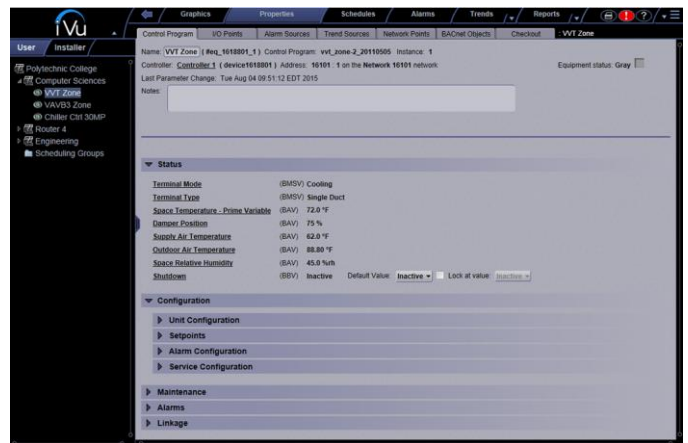 iVu
Graphics Properties Schedules Alarms Trends Reports
Control Program I/O Points Alarm Sources Trend Sources Network Points BACnet Objects Checkout : VVT Zone
User Installer
Name: VVT Zone ( #eq_1618801_1 ) Control Program: vvt_zone-2_20110505 Instance: 1
Controller: Controller 1 ( device1618801 ) Address: 16101 : 1 on the Network 16101 network Equipment status: Gray
Last Parameter Change: Tue Aug 04 09:51:12 EDT 2015
Notes:
Polytechnic College
Computer Sciences
VVT Zone
VAVB3 Zone
Chiller Ctrl 30MP
Router 4
Engineering
Scheduling Groups
Status
Terminal Mode (BMSV) Cooling
Terminal Type (BMSV) Single Duct
Space Temperature - Prime Variable (BAV) 72.0 °F
Damper Position (BAV) 75 %
Supply Air Temperature (BAV) 62.0 °F
Outdoor Air Temperature (BAV) 88.80 °F
Space Relative Humidity (BAV) 45.0 %rh
Shutdown (BBV) Inactive Default Value: Inactive Lock at value: Inactive
Configuration
Unit Configuration
Setpoints
Alarm Configuration
Service Configuration
Maintenance
Alarms
Linkage